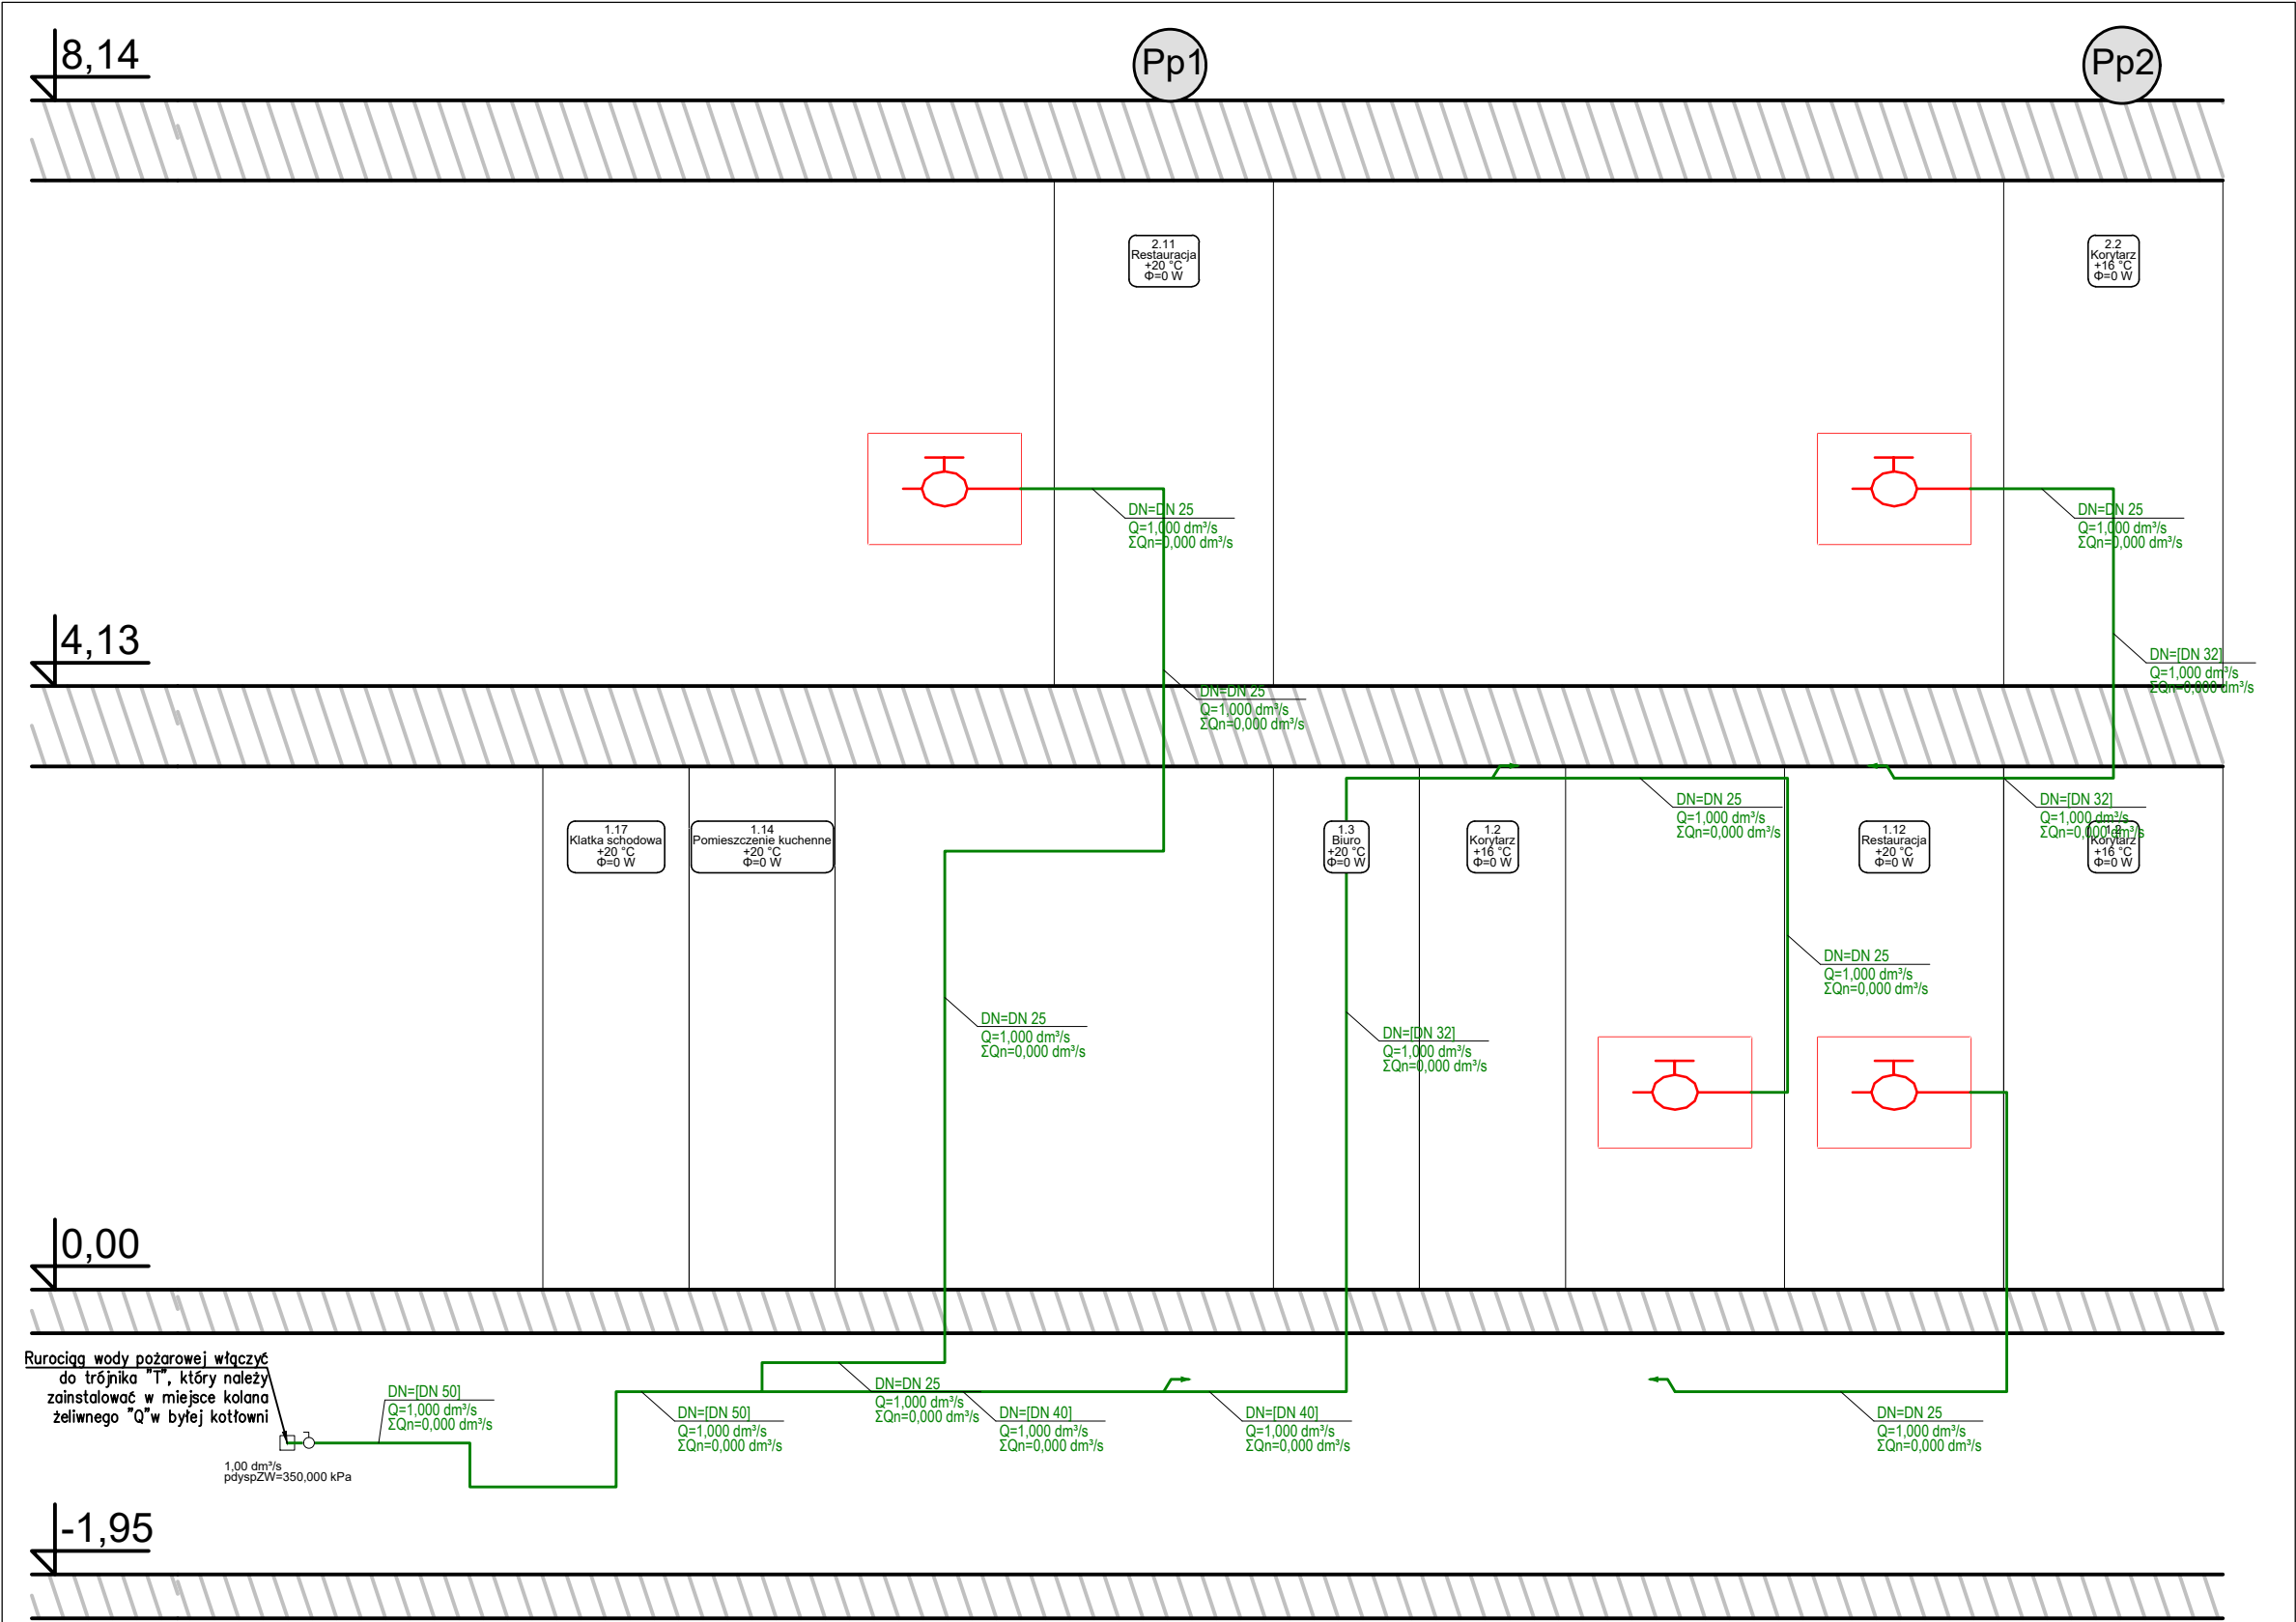 8,14
Pp1
Pp2
2.11
Restauracja
+20 °C
Φ=0 W
2.2
Korytarz
+16 °C
Φ=0 W
DN=DN 25
Q=1,000 dm³/s
ΣQn=0,000 dm³/s
DN=DN 25
Q=1,000 dm³/s
ΣQn=0,000 dm³/s
4,13
DN=[DN 32]
Q=1,000 dm³/s
ΣQn=0,000 dm³/s
DN=DN 25
Q=1,000 dm³/s
ΣQn=0,000 dm³/s
DN=DN 25
Q=1,000 dm³/s
ΣQn=0,000 dm³/s
DN=[DN 32]
Q=1,000 dm³/s
ΣQn=0,000 dm³/s
1.17
Klatka schodowa
+20 °C
Φ=0 W
1.14
Pomieszczenie kuchenne
+20 °C
Φ=0 W
1.3
Biuro
+20 °C
Φ=0 W
1.2
Korytarz
+16 °C
Φ=0 W
1.12
Restauracja
+20 °C
Φ=0 W
1.2
Korytarz
+16 °C
Φ=0 W
DN=DN 25
Q=1,000 dm³/s
ΣQn=0,000 dm³/s
DN=DN 25
Q=1,000 dm³/s
ΣQn=0,000 dm³/s
DN=[DN 32]
Q=1,000 dm³/s
ΣQn=0,000 dm³/s
0,00
Rurociąg wody pożarowej włączyć
do trójnika "T", który należy
zainstalować w miejsce kolana
żeliwnego "Q"w byłej kotłowni
DN=[DN 50]
Q=1,000 dm³/s
ΣQn=0,000 dm³/s
DN=[DN 50]
Q=1,000 dm³/s
ΣQn=0,000 dm³/s
DN=DN 25
Q=1,000 dm³/s
ΣQn=0,000 dm³/s
DN=[DN 40]
Q=1,000 dm³/s
ΣQn=0,000 dm³/s
DN=[DN 40]
Q=1,000 dm³/s
ΣQn=0,000 dm³/s
DN=DN 25
Q=1,000 dm³/s
ΣQn=0,000 dm³/s
1,00 dm³/s
pdyspZW=350,000 kPa
-1,95